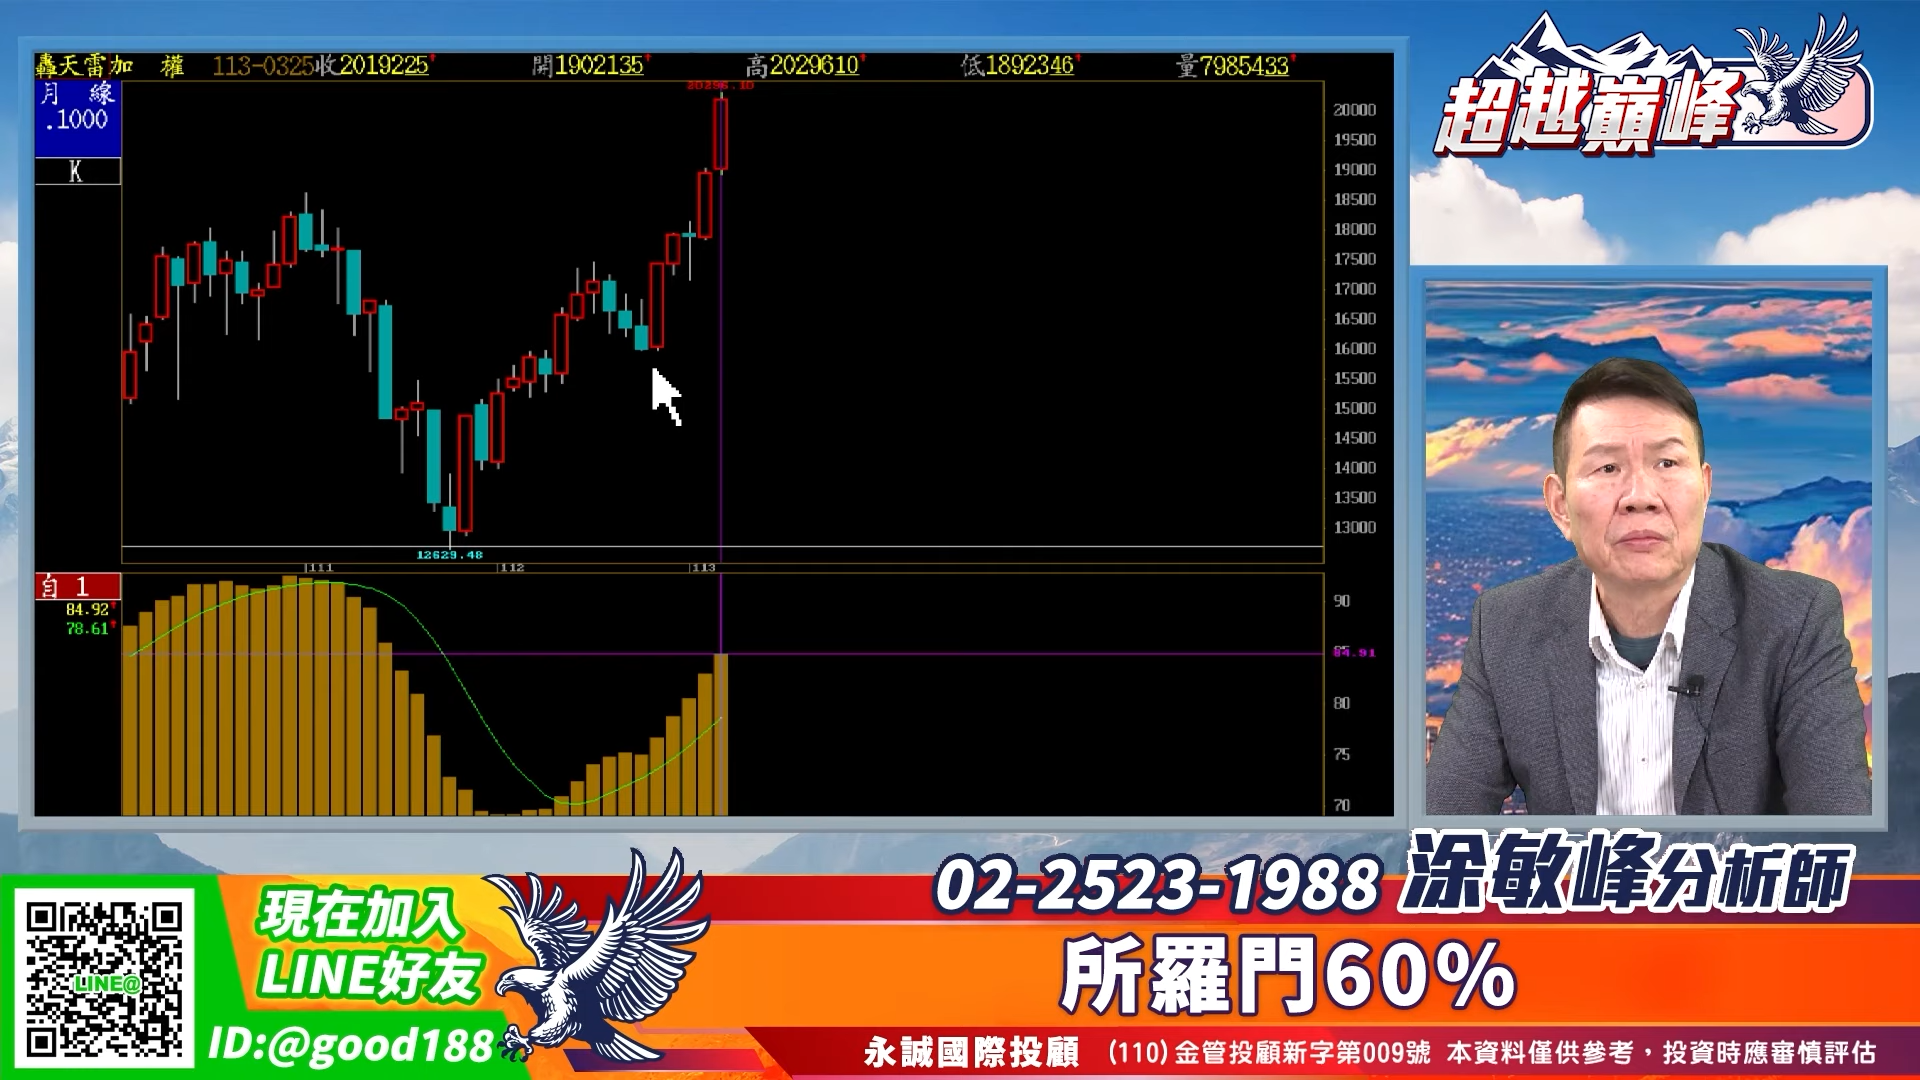 轟天雷加 權 113-0325收2019225 開1902135 高2029610 低1892346 量7985433
月 線
.1000
K
20296.10
20000
19500
19000
18500
18000
17500
17000
16500
16000
15500
15000
14500
14000
13500
13000
12629.48
111 112 113
自 1
84.92
78.61
90
84.91
80
75
70
超越巔峰
02-2523-1988 涂敏峰分析師
所羅門60%
現在加入
LINE好友
ID:@good188
LINE@
永誠國際投顧 (110)金管投顧新字第009號 本資料僅供參考，投資時應審慎評估